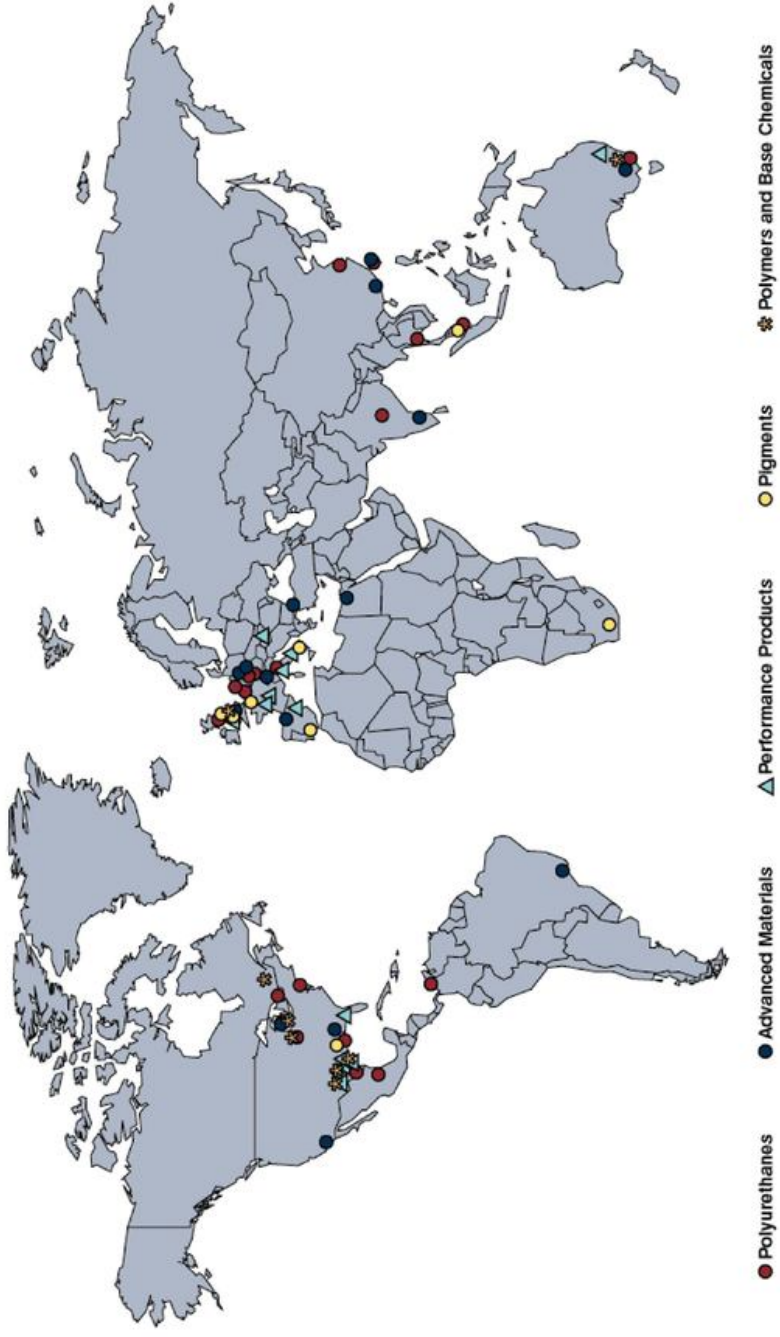 Polyurethanes
Advanced Materials
Performance Products
Pigments
Polymers and Base Chemicals